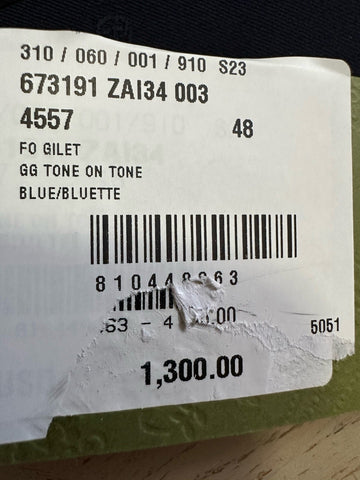 310 / 060 / 001 / 910 S23
673191 ZAI34 003
4557 48
FO GILET
GG TONE ON TONE
BLUE/BLUETTE
5051
1,300.00